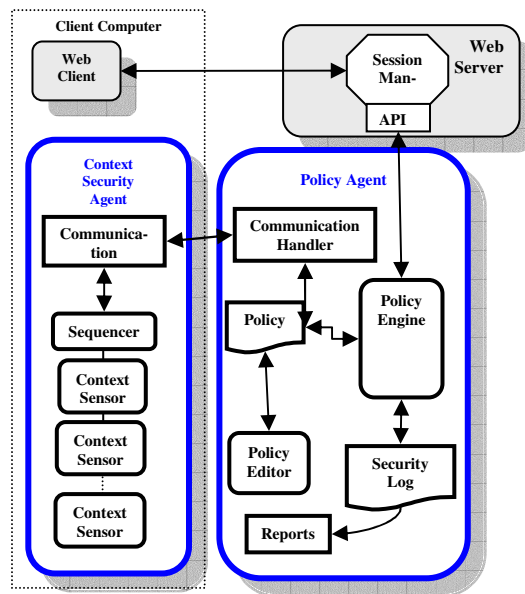 Client Computer
Web
Client
Session
Man-
API
Web
Server
Context
Security
Agent
Communica-
tion
Sequencer
Context
Sensor
Context
Sensor
Context
Sensor
Policy Agent
Communication
Handler
Policy
Policy
Engine
Policy
Editor
Security
Log
Reports